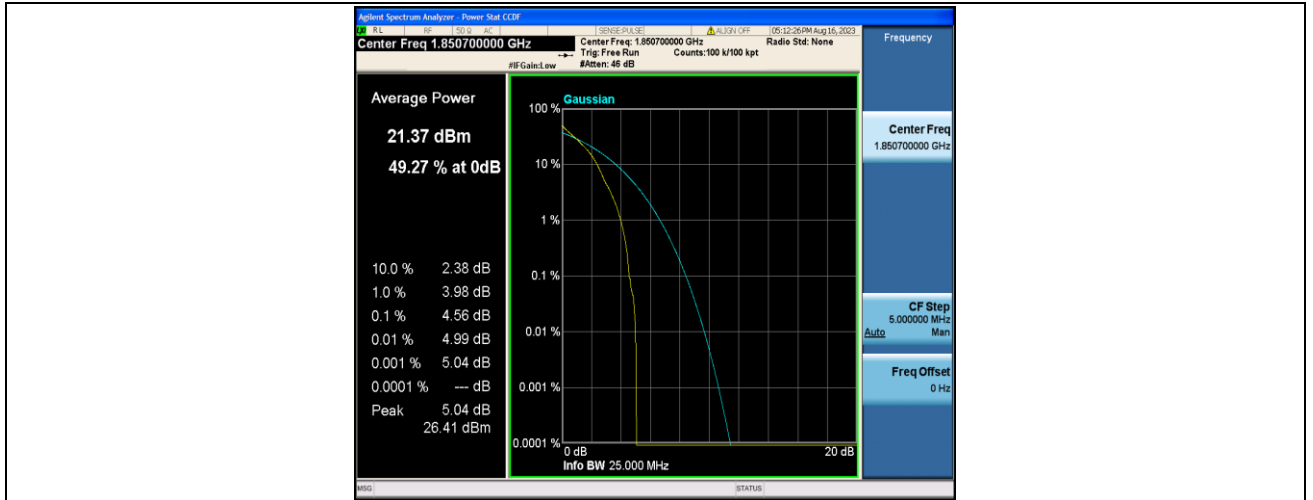 Agilent Spectrum Analyzer - Power Stat CCDF
RL RF 50 Ω AC SENSE:PULSE ALIGN OFF 05:12:26 PM Aug 16, 2023
Center Freq 1.850700000 GHz
Center Freq: 1.850700000 GHz Radio Std: None
Trig: Free Run Counts:100 k/100 kpt
#IFGain:Low #Atten: 46 dB
Frequency
Average Power
21.37 dBm
49.27 % at 0dB
10.0 % 2.38 dB
1.0 % 3.98 dB
0.1 % 4.56 dB
0.01 % 4.99 dB
0.001 % 5.04 dB
0.0001 % --- dB
Peak 5.04 dB
26.41 dBm
Gaussian
100 %
10 %
1 %
0.1 %
0.01 %
0.001 %
0.0001 %
0 dB 20 dB
Info BW 25.000 MHz
Center Freq
1.850700000 GHz
CF Step
5.000000 MHz
Auto Man
Freq Offset
0 Hz
MSG STATUS